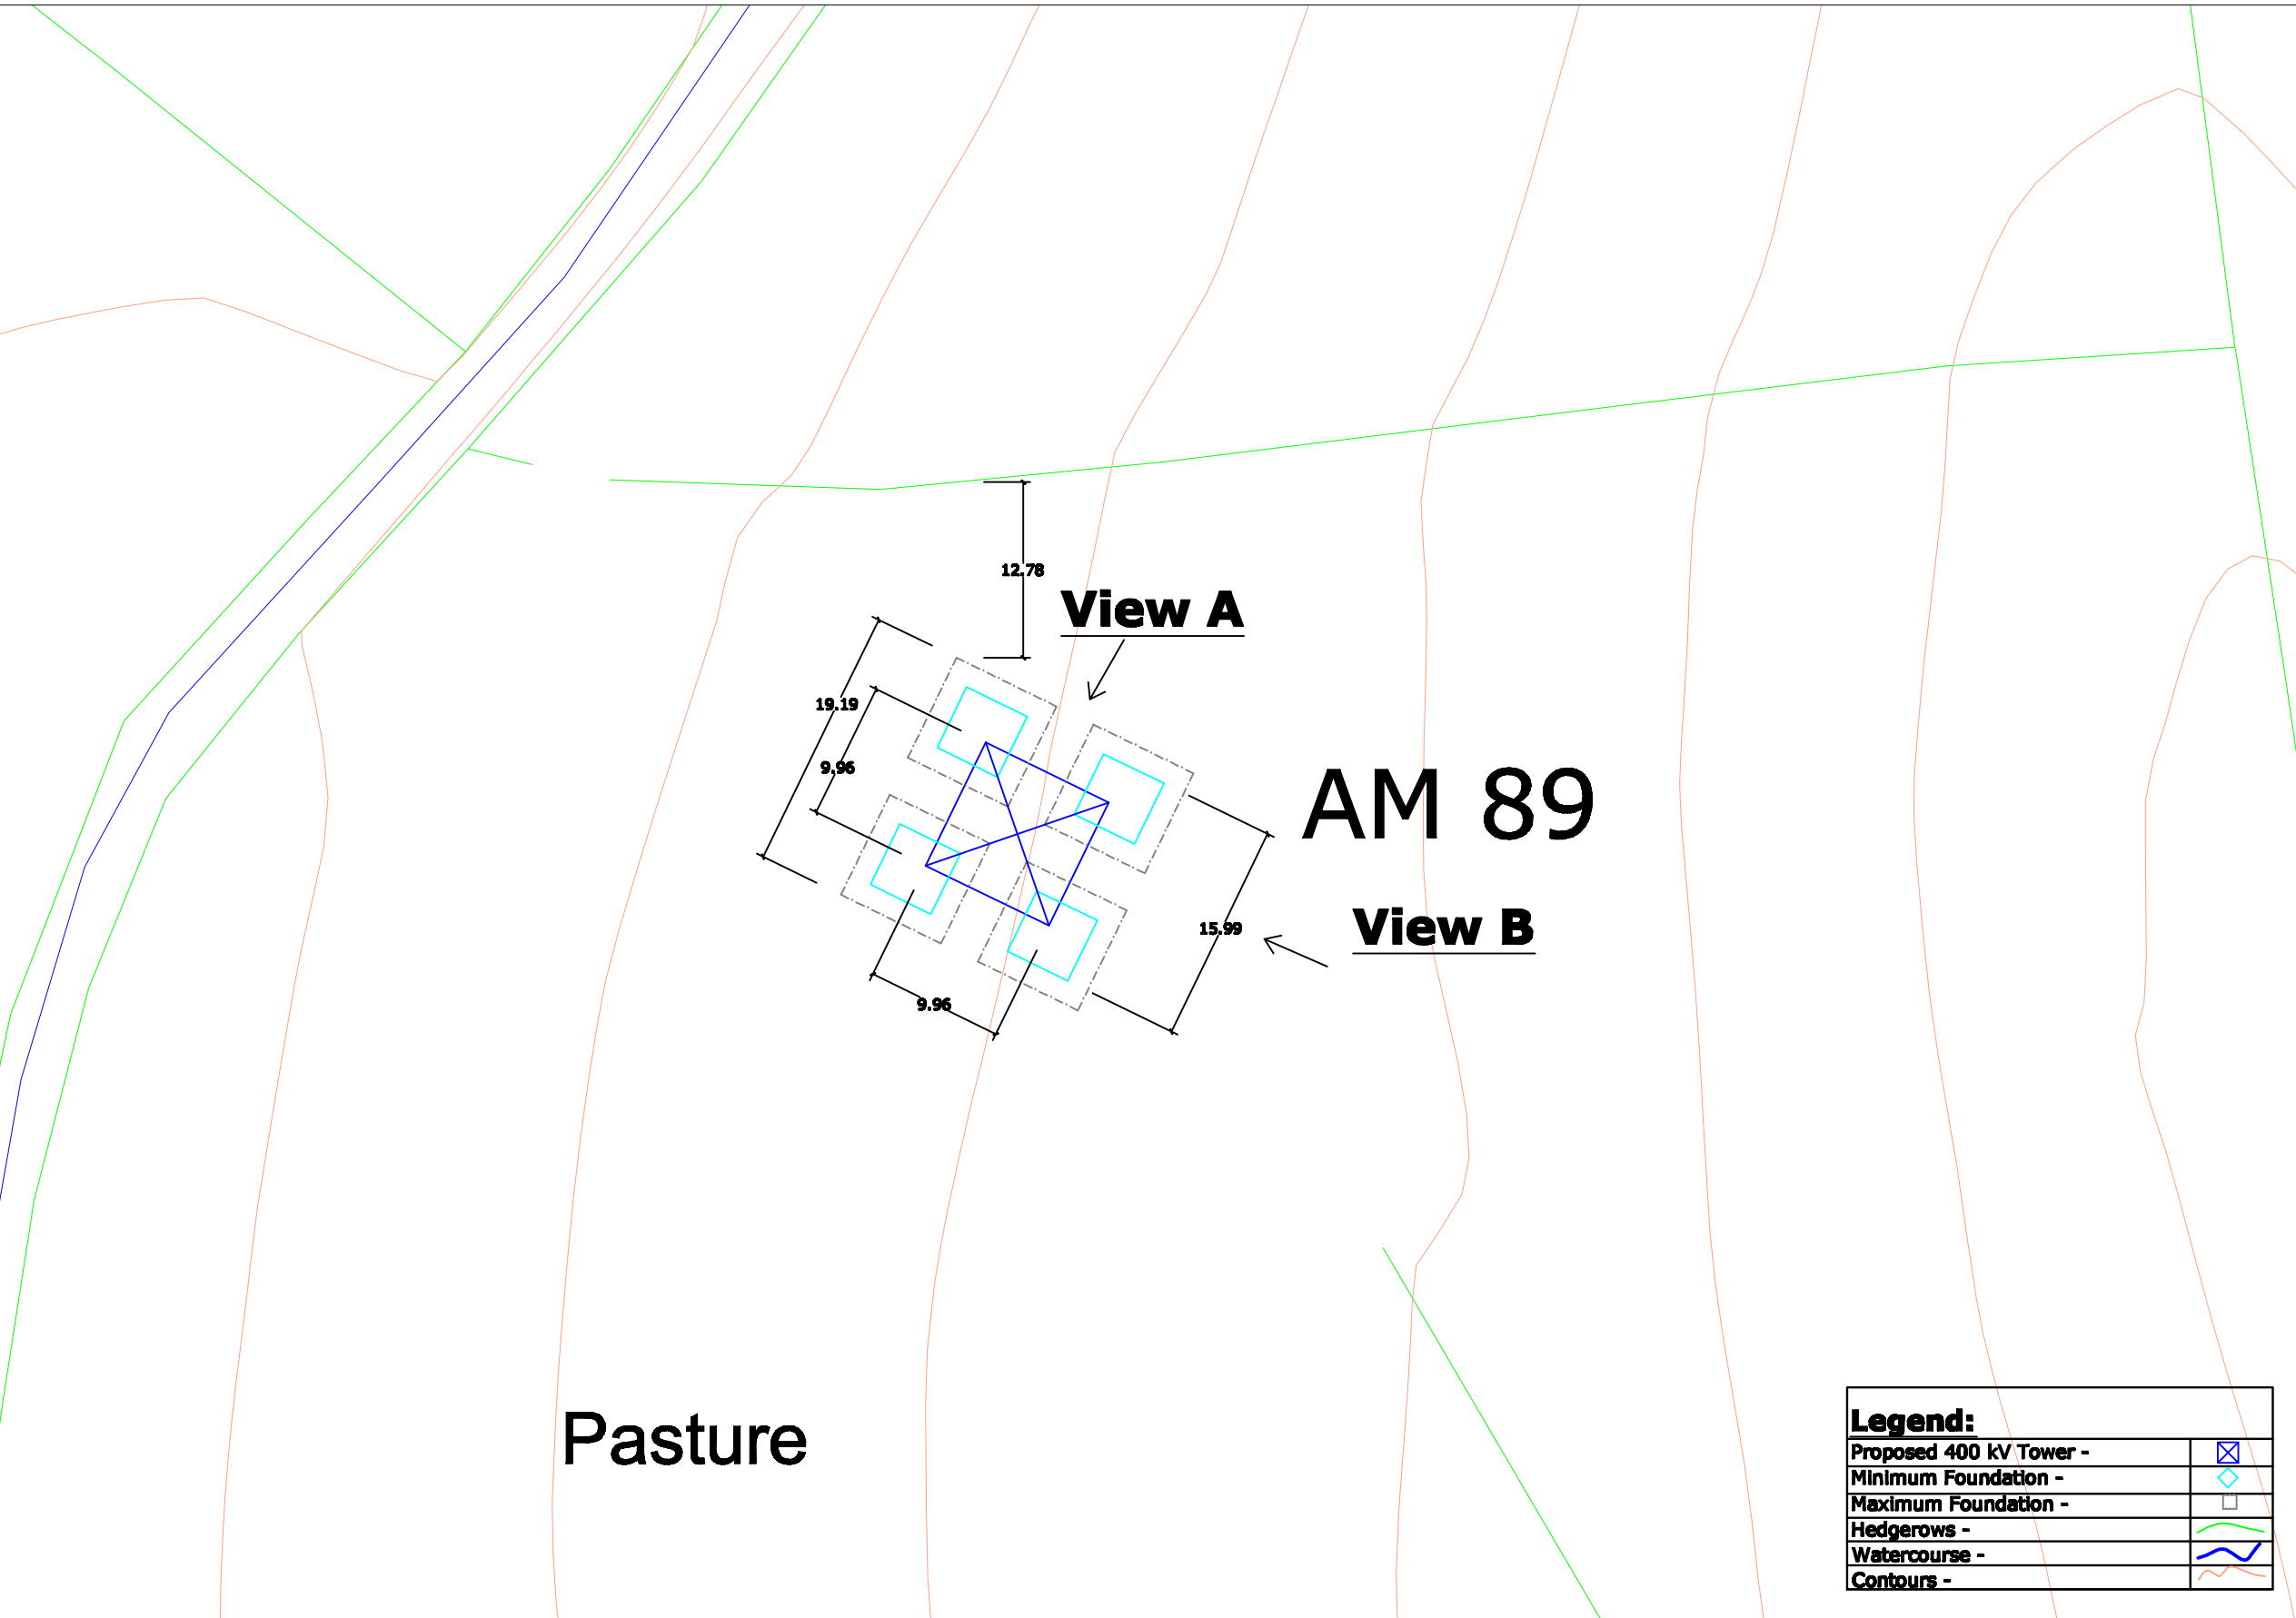 12.78
View A
19.19
9.96
AM 89
View B
15.99
9.96
Pasture
Legend:
Proposed 400 kV Tower -
Minimum Foundation -
Maximum Foundation -
Hedgerows -
Watercourse -
Contours -